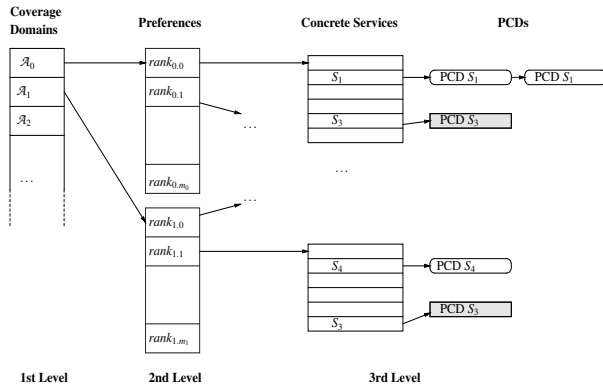 Coverage Domains Preferences Concrete Services PCDs
𝒜₀ rank₀.₀
𝒜₁ rank₀.₁ S₁ PCD S₁ PCD S₁
𝒜₂ ... S₃ PCD S₃
... rank₀.ₘ₀ ...
rank₁.₀ ...
rank₁.₁
S₄ PCD S₄
rank₁.ₘ₁ S₃ PCD S₃
1st Level 2nd Level 3rd Level